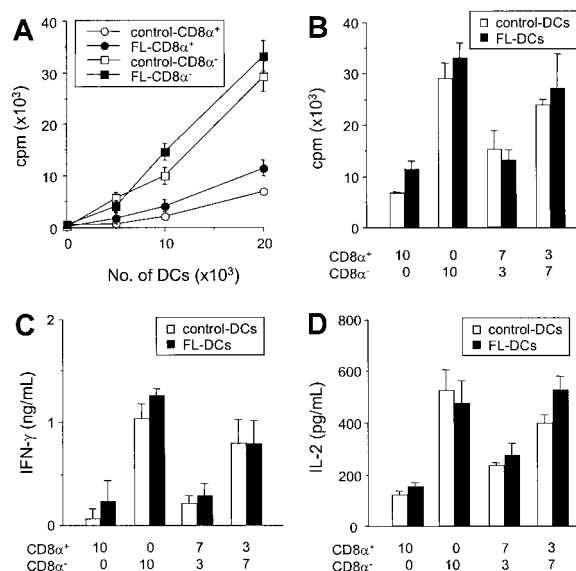 A
control-CD8α⁺
FL-CD8α⁺
control-CD8α⁻
FL-CD8α⁻
cpm (x10³)
40
30
20
10
0
0
10
20
No. of DCs (x10³)
B
control-DCs
FL-DCs
cpm (x10³)
40
30
20
10
0
CD8α⁺ 10 0 7 3
CD8α⁻ 0 10 3 7
C
control-DCs
FL-DCs
IFN-γ (ng/mL)
2
1
0
CD8α⁺ 10 0 7 3
CD8α⁻ 0 10 3 7
D
control-DCs
FL-DCs
IL-2 (pg/mL)
800
600
400
200
0
CD8α⁺ 10 0 7 3
CD8α⁻ 0 10 3 7